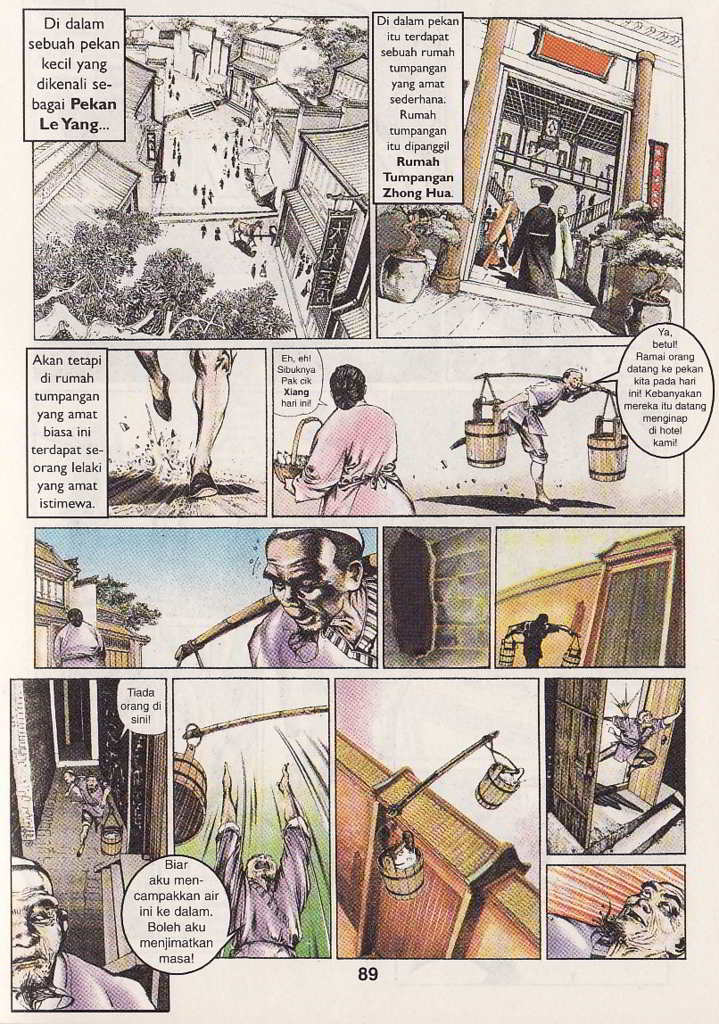 Di dalam
sebuah pekan
kecil yang
dikenali se-
bagai Pekan
Le Yang...
Di dalam pekan
itu terdapat
sebuah rumah
tumpangan
yang amat
sederhana.
Rumah
tumpangan
itu dipanggil
Rumah
Tumpangan
Zhong Hua.
Akan tetapi
di rumah
tumpangan
yang amat
biasa ini
terdapat se-
orang lelaki
yang amat
istimewa.
Eh, eh!
Sibuknya
Pak cik
Xiang
hari ini!
Ya,
betul!
Ramai orang
datang ke pekan
kita pada hari
ini! Kebanyakan
mereka itu datang
menginap
di hotel
kami!
Tiada
orang di
sini!
Biar
aku men-
campakkan air
ini ke dalam.
Boleh aku
menjimatkan
masa!
89